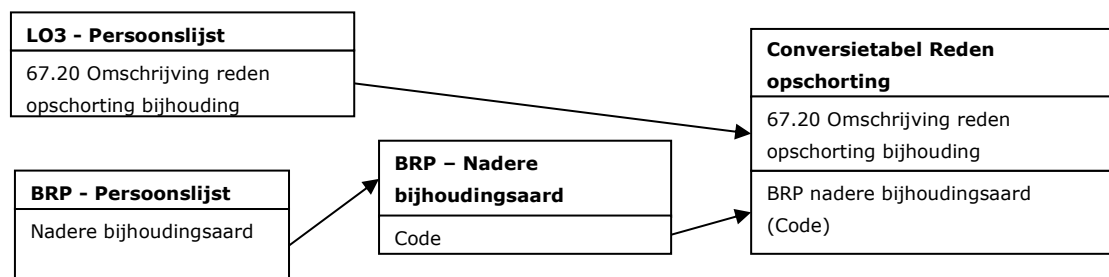 LO3 - Persoonslijst
67.20 Omschrijving reden
opschorting bijhouding
BRP - Persoonslijst
Nadere bijhoudingsaard
BRP – Nadere
bijhoudingsaard
Code
Conversietabel Reden
opschorting
67.20 Omschrijving reden
opschorting bijhouding
BRP nadere bijhoudingsaard
(Code)